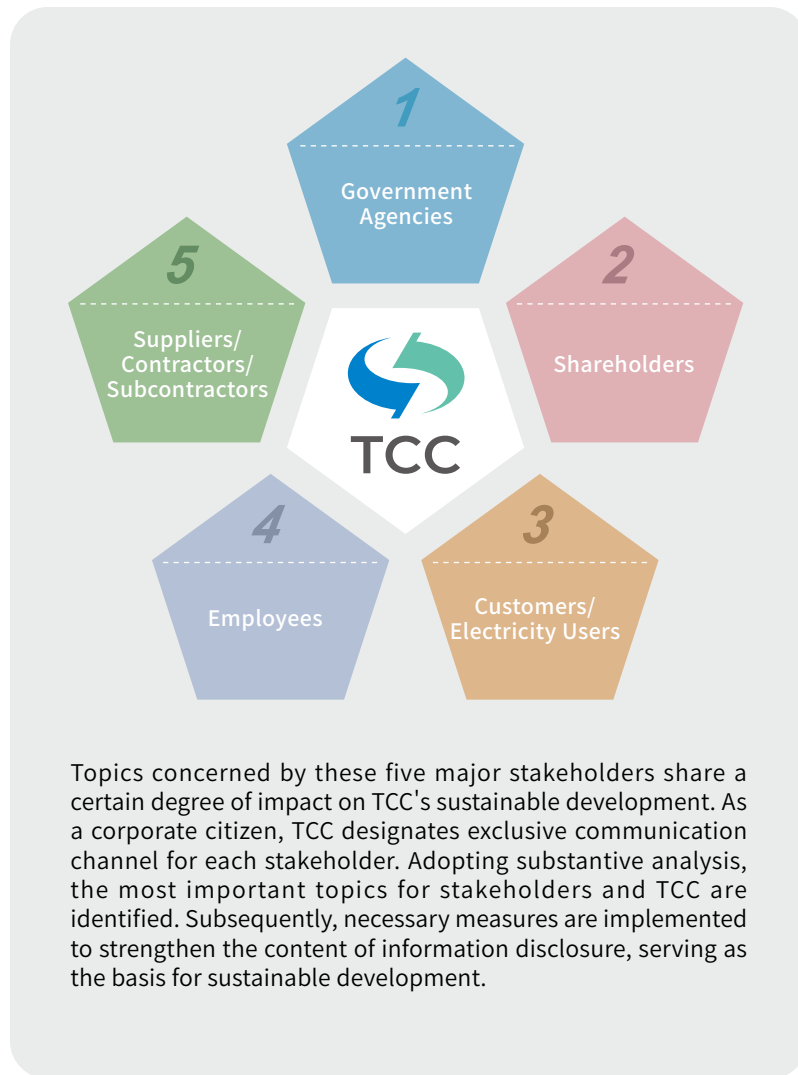 1
Government
Agencies
2
Shareholders
3
Customers/
Electricity Users
4
Employees
5
Suppliers/
Contractors/
Subcontractors
TCC
Topics concerned by these five major stakeholders share a
certain degree of impact on TCC's sustainable development. As
a corporate citizen, TCC designates exclusive communication
channel for each stakeholder. Adopting substantive analysis,
the most important topics for stakeholders and TCC are
identified. Subsequently, necessary measures are implemented
to strengthen the content of information disclosure, serving as
the basis for sustainable development.